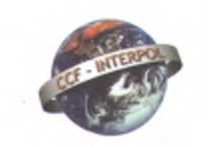 CCF - INTERPOL